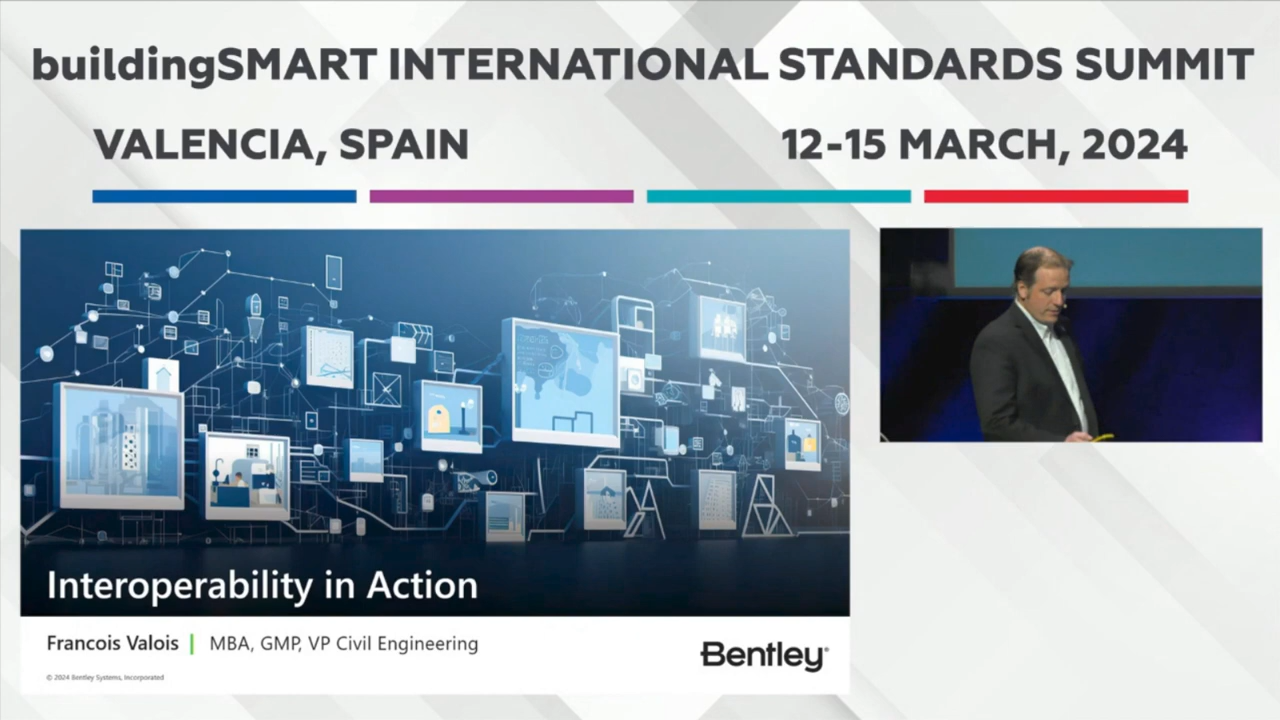 buildingSMART INTERNATIONAL STANDARDS SUMMIT
VALENCIA, SPAIN
12-15 MARCH, 2024
Interoperability in Action
Francois Valois | MBA, GMP, VP Civil Engineering
Bentley®
© 2024 Bentley Systems, Incorporated